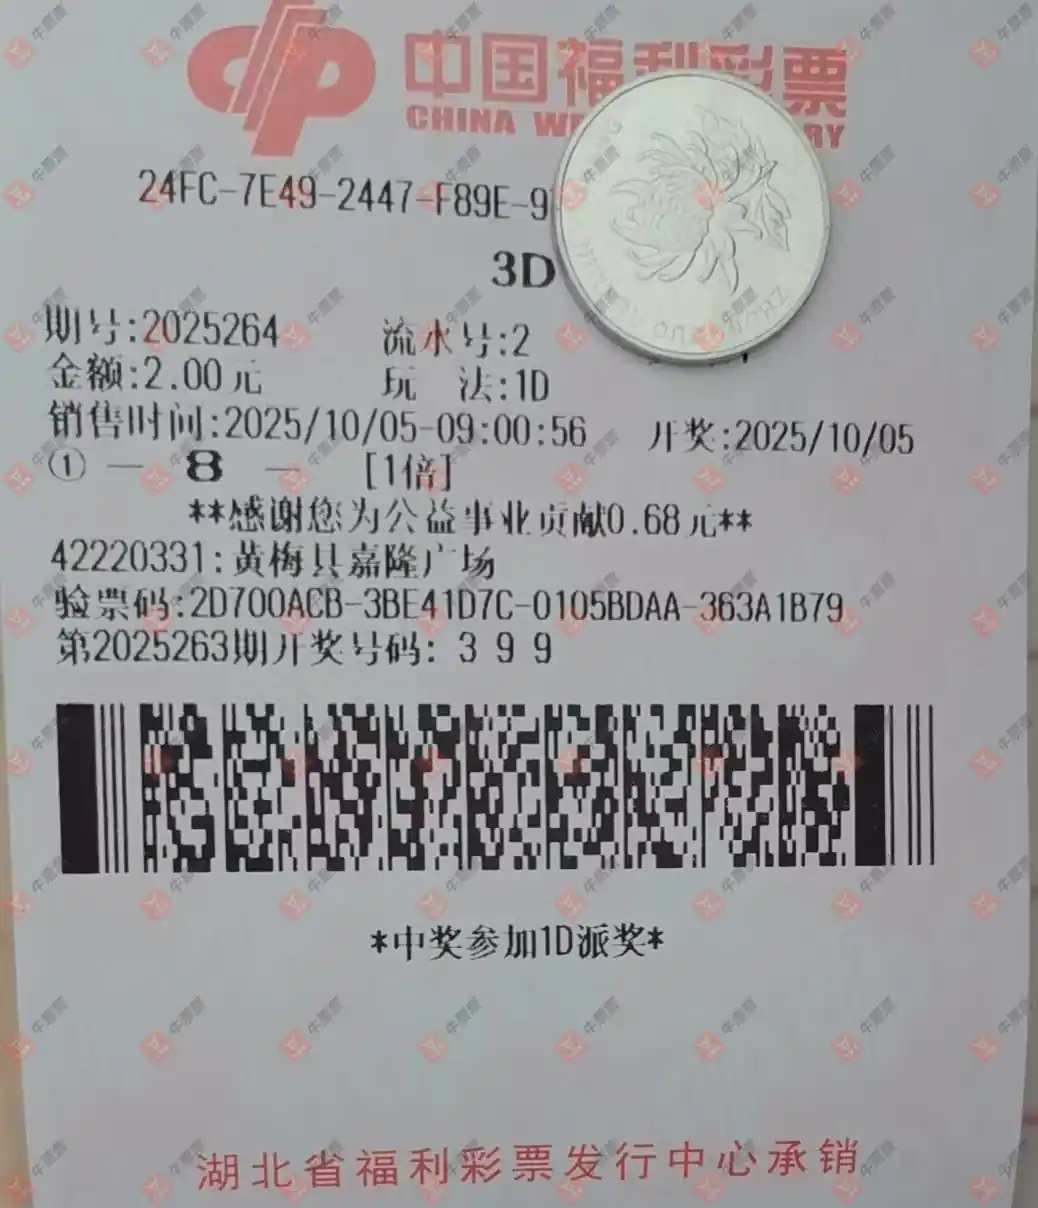 中国福利彩票
CHINA WE RY
24FC-7E49-2447-F89E-9
3D
期号:2025264 流水号:2
金额:2.00元 玩 法:1D
销售时间:2025/10/05-09:00:56 开奖:2025/10/05
① — 8 — [1倍]
**感谢您为公益事业贡献0.68元**
42220331:黄梅县嘉隆广场
验票码:2D700ACB-3BE41D7C-0105BDAA-363A1B79
第2025263期开奖号码: 3 9 9
*中奖参加1D派奖*
湖北省福利彩票发行中心承销